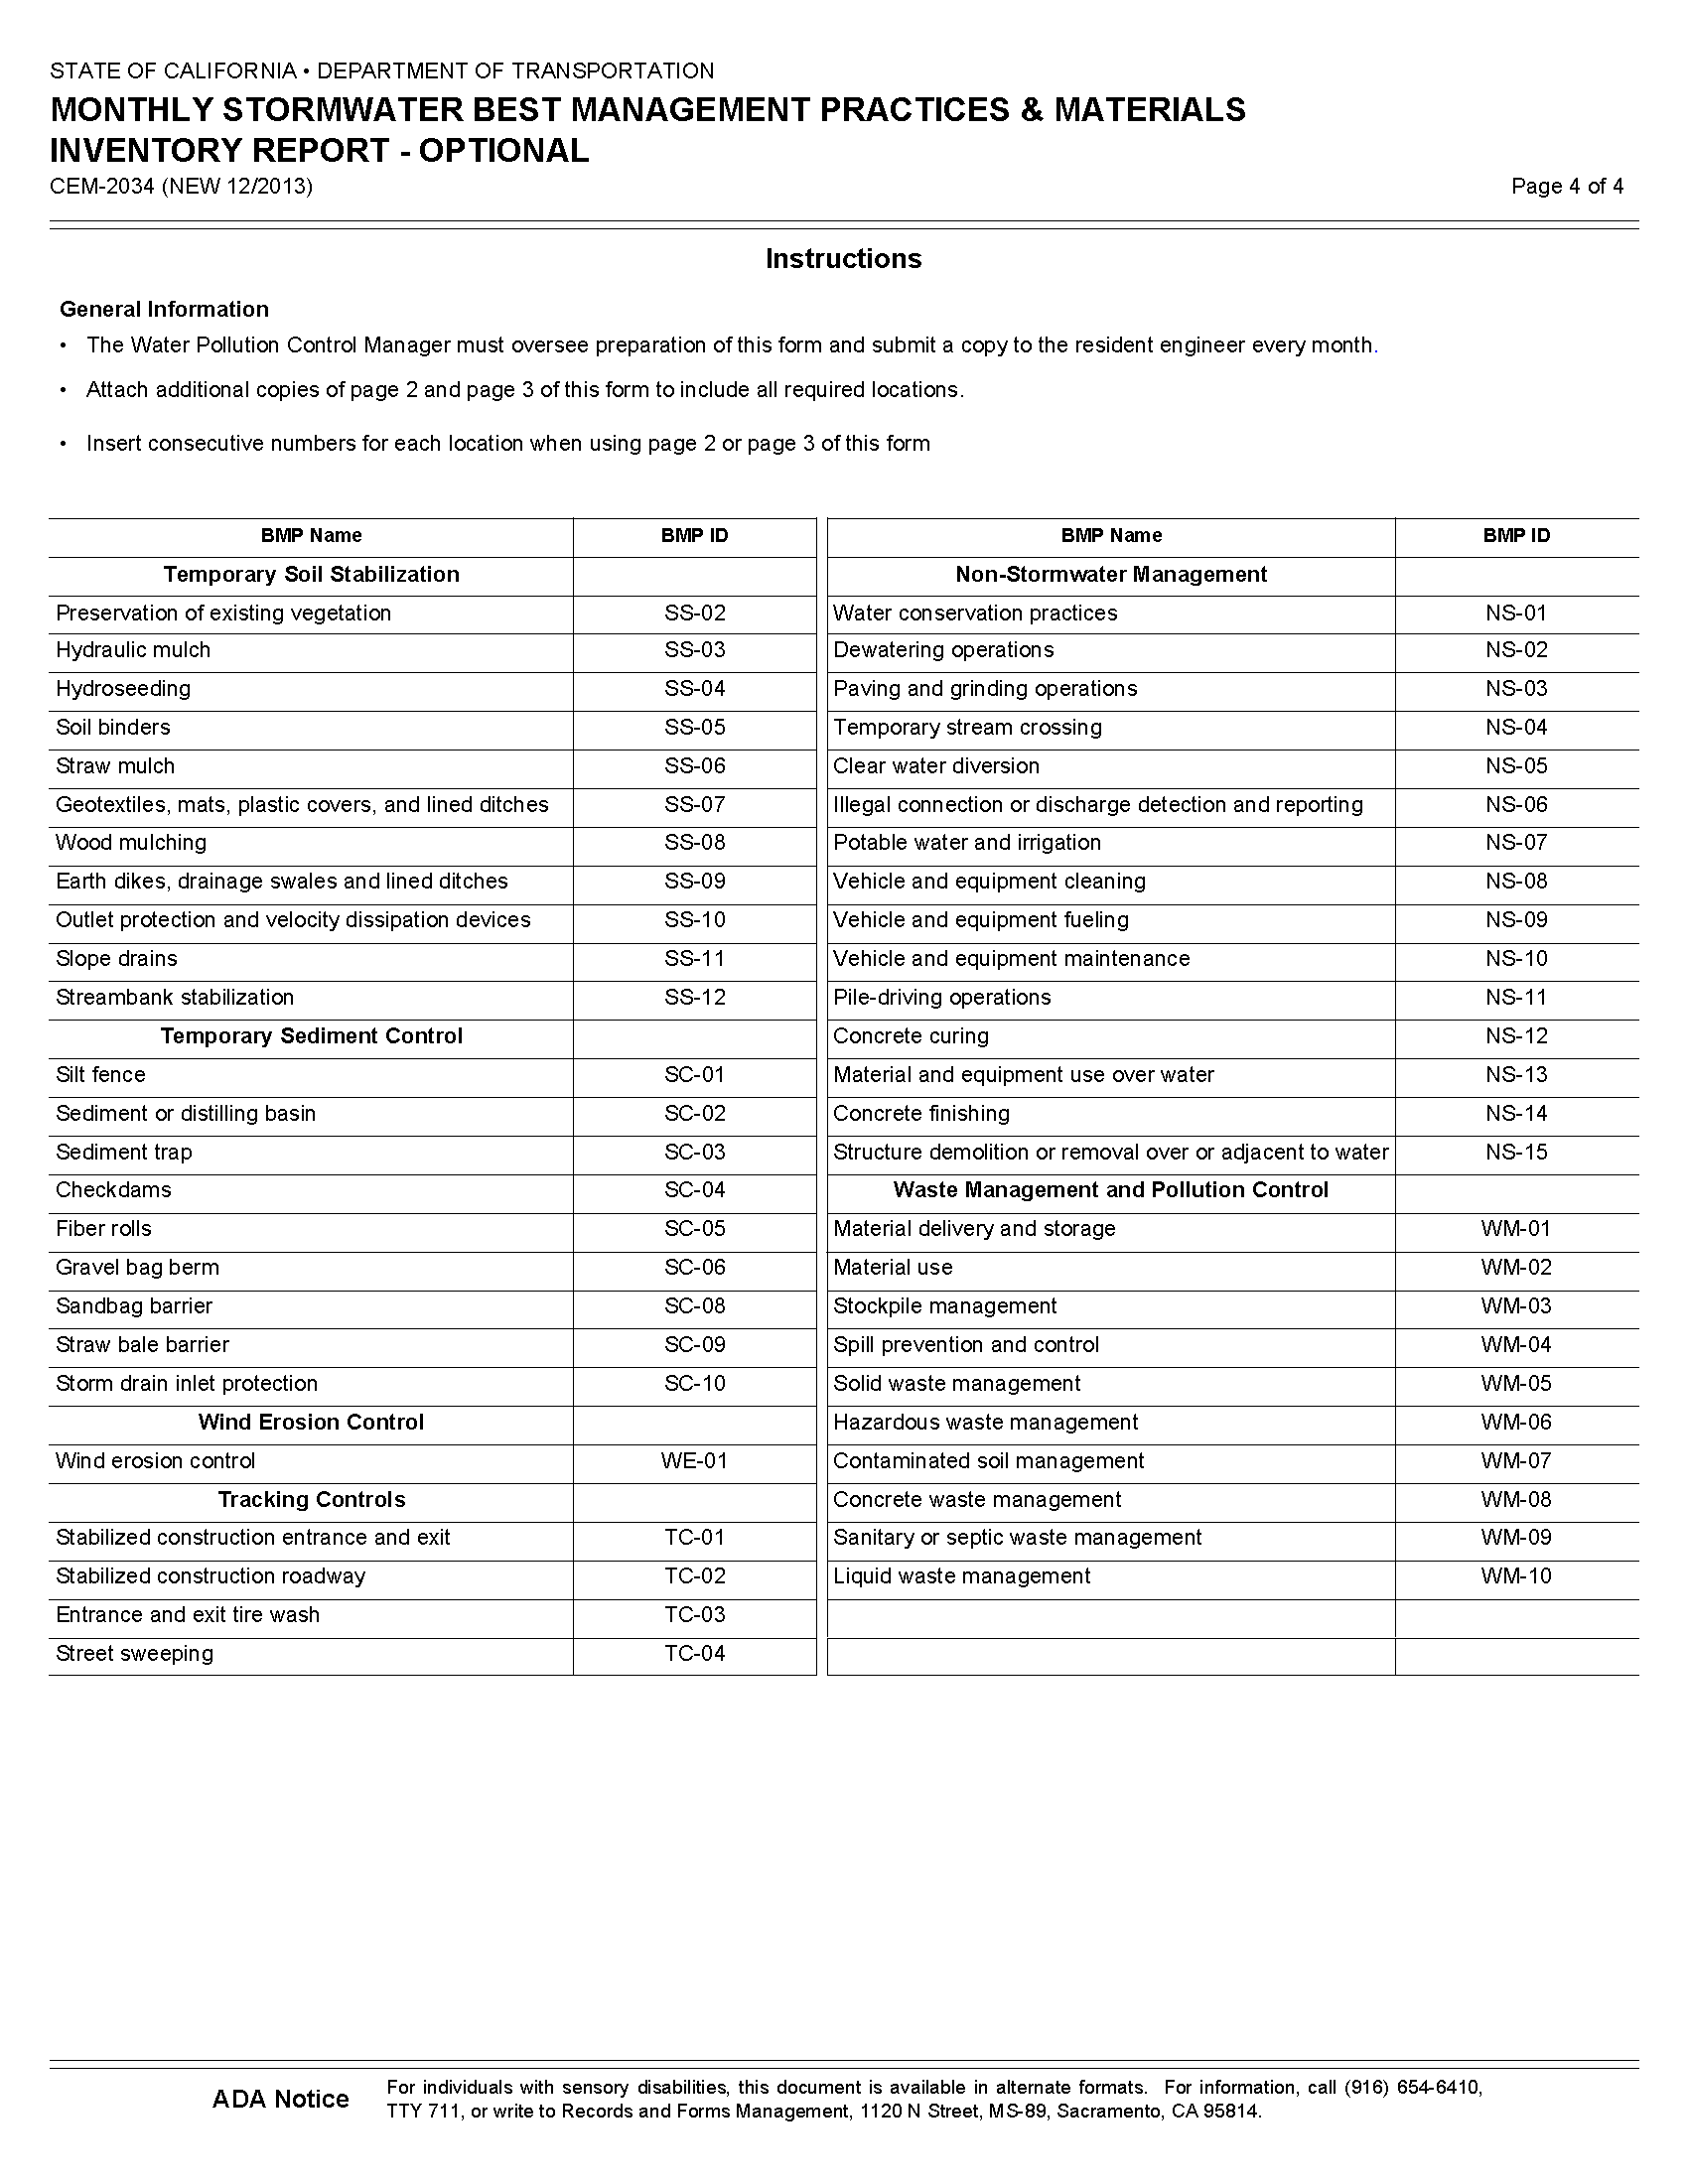 STATE OF CALIFORNIA • DEPARTMENT OF TRANSPORTATION
MONTHLY STORMWATER BEST MANAGEMENT PRACTICES & MATERIALS
INVENTORY REPORT - OPTIONAL
CEM-2034 (NEW 12/2013) Page 4 of 4
Instructions
General Information
• The Water Pollution Control Manager must oversee preparation of this form and submit a copy to the resident engineer every month.
• Attach additional copies of page 2 and page 3 of this form to include all required locations.
• Insert consecutive numbers for each location when using page 2 or page 3 of this form
BMP Name BMP ID
Temporary Soil Stabilization
Preservation of existing vegetation SS-02
Hydraulic mulch SS-03
Hydroseeding SS-04
Soil binders SS-05
Straw mulch SS-06
Geotextiles, mats, plastic covers, and lined ditches SS-07
Wood mulching SS-08
Earth dikes, drainage swales and lined ditches SS-09
Outlet protection and velocity dissipation devices SS-10
Slope drains SS-11
Streambank stabilization SS-12
Temporary Sediment Control
Silt fence SC-01
Sediment or distilling basin SC-02
Sediment trap SC-03
Checkdams SC-04
Fiber rolls SC-05
Gravel bag berm SC-06
Sandbag barrier SC-08
Straw bale barrier SC-09
Storm drain inlet protection SC-10
Wind Erosion Control
Wind erosion control WE-01
Tracking Controls
Stabilized construction entrance and exit TC-01
Stabilized construction roadway TC-02
Entrance and exit tire wash TC-03
Street sweeping TC-04
BMP Name BMP ID
Non-Stormwater Management
Water conservation practices NS-01
Dewatering operations NS-02
Paving and grinding operations NS-03
Temporary stream crossing NS-04
Clear water diversion NS-05
Illegal connection or discharge detection and reporting NS-06
Potable water and irrigation NS-07
Vehicle and equipment cleaning NS-08
Vehicle and equipment fueling NS-09
Vehicle and equipment maintenance NS-10
Pile-driving operations NS-11
Concrete curing NS-12
Material and equipment use over water NS-13
Concrete finishing NS-14
Structure demolition or removal over or adjacent to water NS-15
Waste Management and Pollution Control
Material delivery and storage WM-01
Material use WM-02
Stockpile management WM-03
Spill prevention and control WM-04
Solid waste management WM-05
Hazardous waste management WM-06
Contaminated soil management WM-07
Concrete waste management WM-08
Sanitary or septic waste management WM-09
Liquid waste management WM-10
ADA Notice
For individuals with sensory disabilities, this document is available in alternate formats. For information, call (916) 654-6410,
TTY 711, or write to Records and Forms Management, 1120 N Street, MS-89, Sacramento, CA 95814.